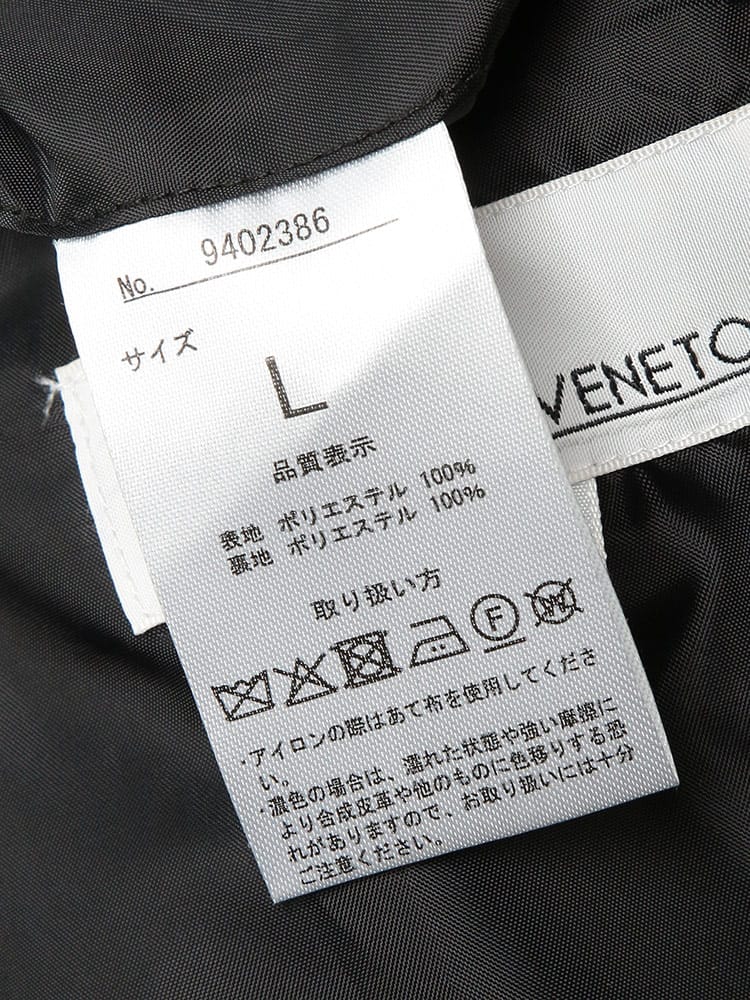 No. 9402386
サイズ
L
品質表示
表地 ポリエステル 100%
裏地 ポリエステル 100%
取り扱い方
F
W
・アイロンの際はあて布を使用してくださ
い。
・濃色の場合は、濡れた状態や強い摩擦に
より合成皮革や他のものに色移りする恐
れがありますので、お取り扱いには十分
ご注意ください。
VENETO